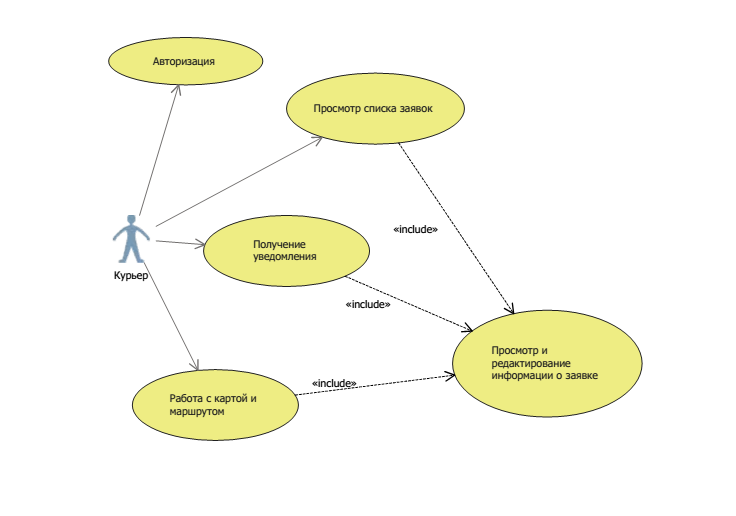 Авторизация
Просмотр списка заявок
«include»
Получение
уведомления
Курьер
«include»
Просмотр и
редактирование
информации о заявке
«include»
Работа с картой и
маршрутом